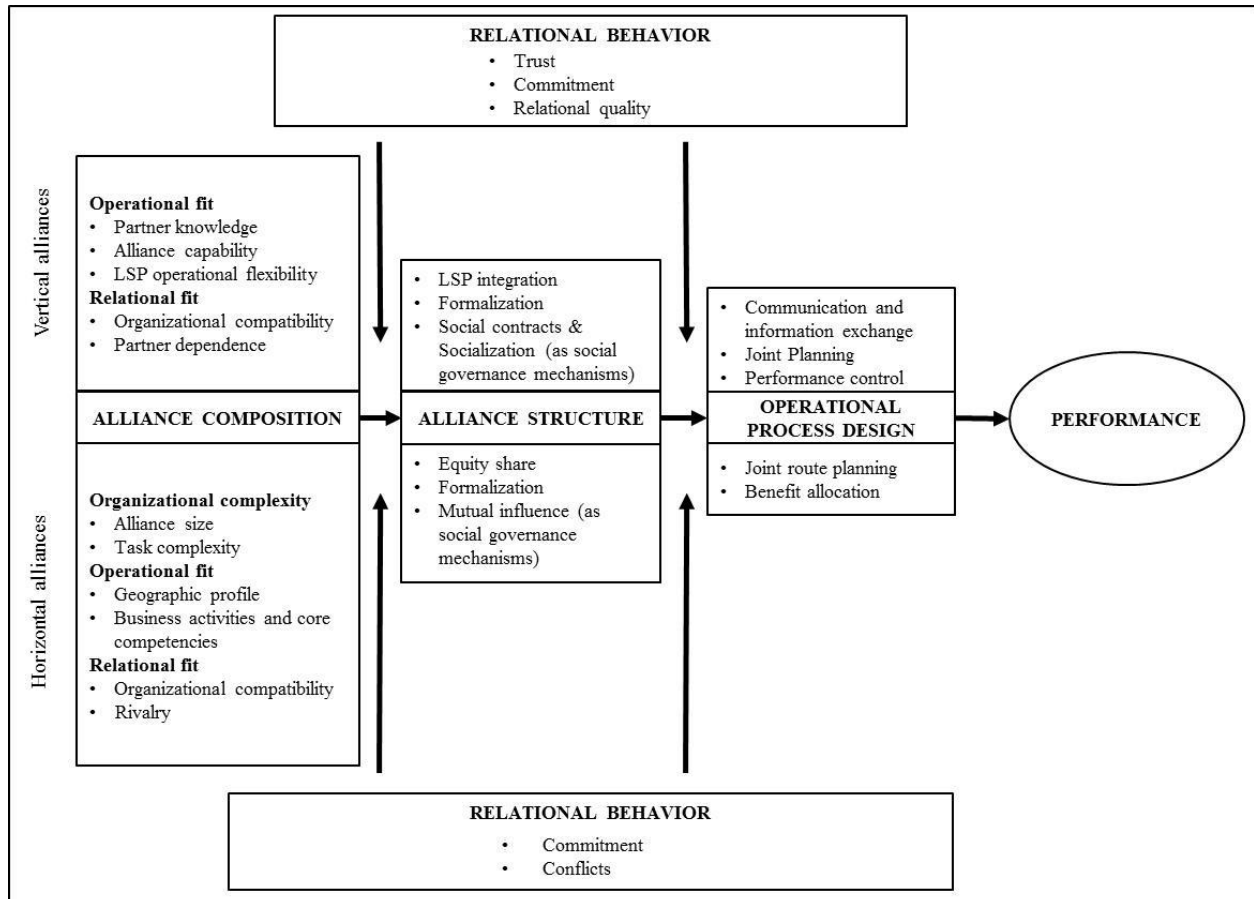 RELATIONAL BEHAVIOR
• Trust
• Commitment
• Relational quality
Vertical alliances
Operational fit
• Partner knowledge
• Alliance capability
• LSP operational flexibility
Relational fit
• Organizational compatibility
• Partner dependence
• LSP integration
• Formalization
• Social contracts &
Socialization (as social
governance mechanisms)
• Communication and
information exchange
• Joint Planning
• Performance control
ALLIANCE COMPOSITION
ALLIANCE STRUCTURE
OPERATIONAL
PROCESS DESIGN
PERFORMANCE
Horizontal alliances
Organizational complexity
• Alliance size
• Task complexity
Operational fit
• Geographic profile
• Business activities and core
competencies
Relational fit
• Organizational compatibility
• Rivalry
• Equity share
• Formalization
• Mutual influence (as
social governance
mechanisms)
• Joint route planning
• Benefit allocation
RELATIONAL BEHAVIOR
• Commitment
• Conflicts